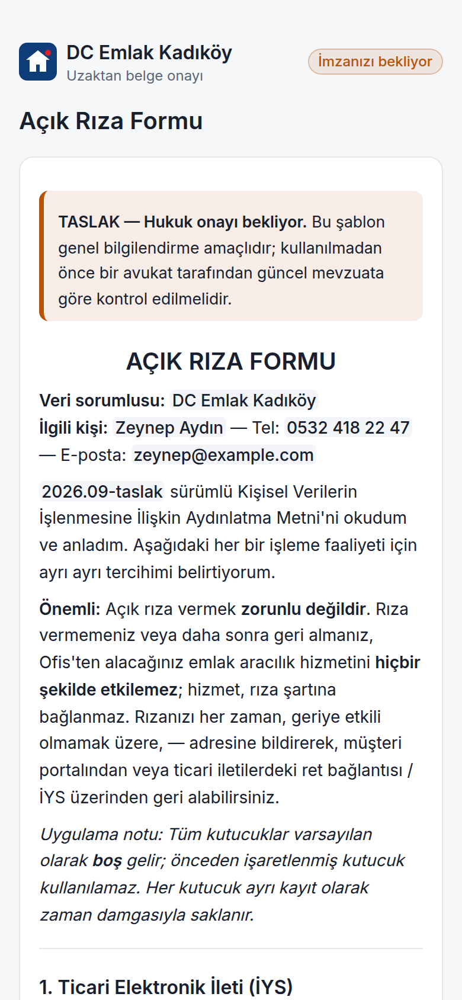 DC Emlak Kadıköy
Uzaktan belge onayı
İmzanızı bekliyor
Açık Rıza Formu
TASLAK — Hukuk onayı bekliyor. Bu şablon
genel bilgilendirme amaçlıdır; kullanılmadan
önce bir avukat tarafından güncel mevzuata
göre kontrol edilmelidir.
AÇIK RIZA FORMU
Veri sorumlusu: DC Emlak Kadıköy
İlgili kişi: Zeynep Aydın — Tel: 0532 418 22 47
— E-posta: zeynep@example.com
2026.09-taslak sürümlü Kişisel Verilerin
İşlenmesine İlişkin Aydınlatma Metni'ni okudum
ve anladım. Aşağıdaki her bir işleme faaliyeti için
ayrı ayrı tercihimi belirtiyorum.
Önemli: Açık rıza vermek zorunlu değildir. Rıza
vermemeniz veya daha sonra geri almanız,
Ofis'ten alacağınız emlak aracılık hizmetini hiçbir
şekilde etkilemez; hizmet, rıza şartına
bağlanmaz. Rızanızı her zaman, geriye etkili
olmamak üzere, — adresine bildirerek, müşteri
portalından veya ticari iletilerdeki ret bağlantısı /
İYS üzerinden geri alabilirsiniz.
Uygulama notu: Tüm kutucuklar varsayılan
olarak boş gelir; önceden işaretlenmiş kutucuk
kullanılamaz. Her kutucuk ayrı kayıt olarak
zaman damgasıyla saklanır.
1. Ticari Elektronik İleti (İYS)